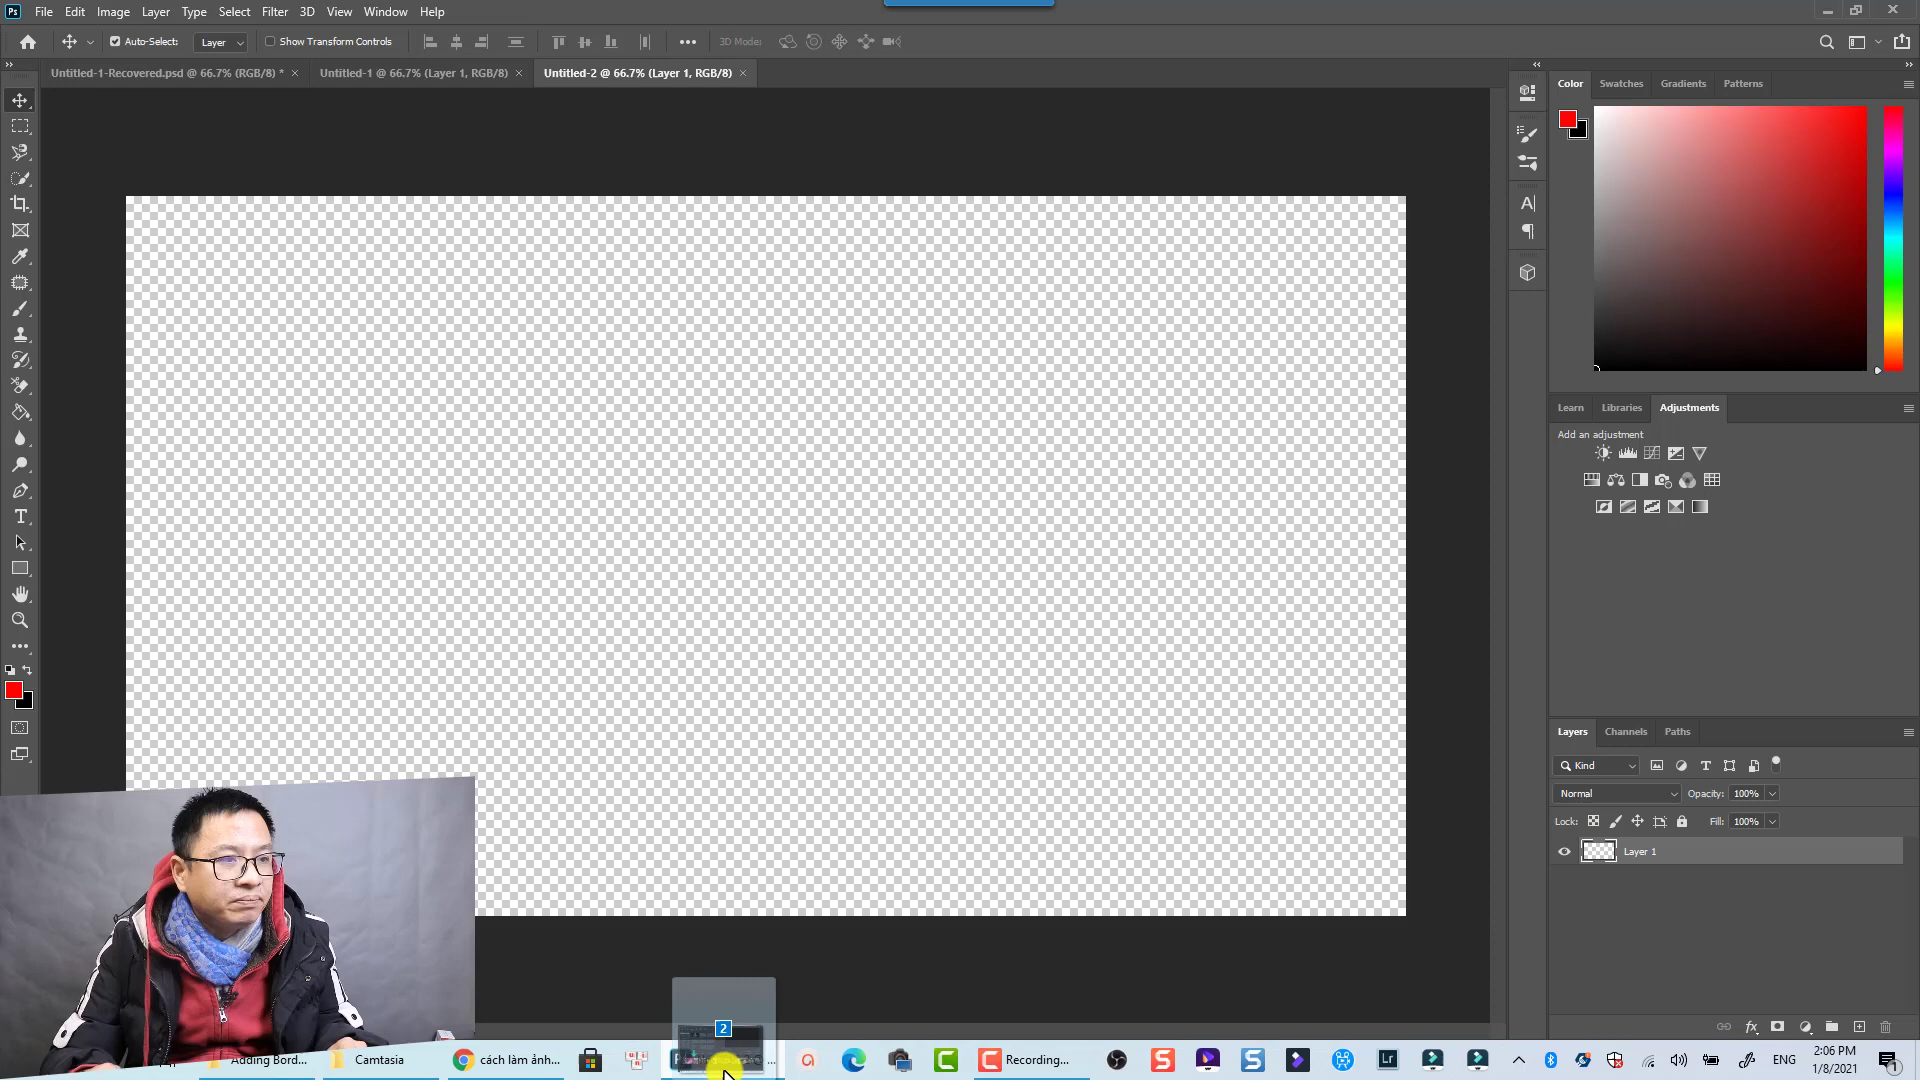 Ps File Edit Image Layer Type Select Filter 3D View Window Help
Auto-Select: Layer Show Transform Controls 3D Mode:
Untitled-1-Recovered.psd @ 66.7% (RGB/8) * × Untitled-1 @ 66.7% (Layer 1, RGB/8) × Untitled-2 @ 66.7% (Layer 1, RGB/8) ×
Color Swatches Gradients Patterns
Learn Libraries Adjustments
Add an adjustment
Layers Channels Paths
Kind
Normal Opacity: 100%
Lock: Fill: 100%
Layer 1
2
Adding Bord... Camtasia cách làm ảnh... Recording... Lr ENG
2:06 PM
1/8/2021
1